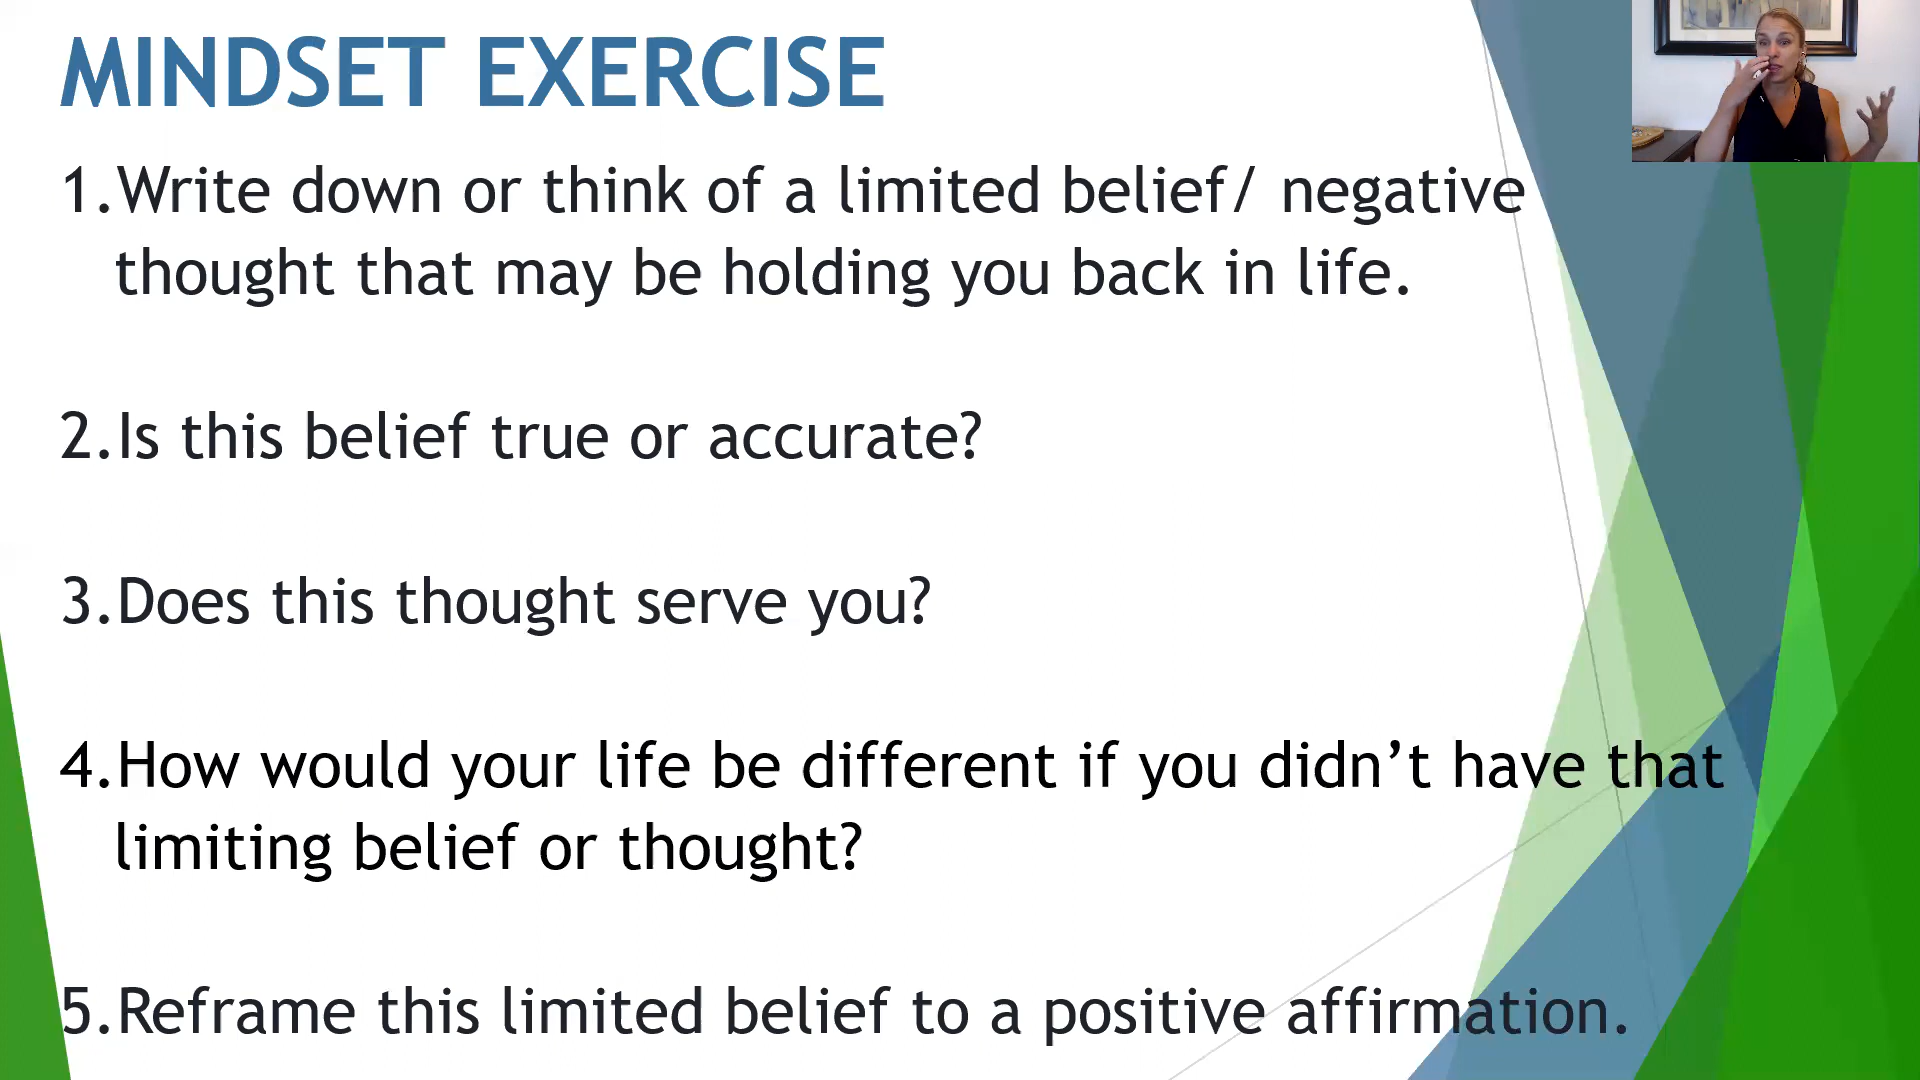 MINDSET EXERCISE
1.Write down or think of a limited belief/ negative
thought that may be holding you back in life.
2.Is this belief true or accurate?
3.Does this thought serve you?
4.How would your life be different if you didn’t have that
limiting belief or thought?
5.Reframe this limited belief to a positive affirmation.